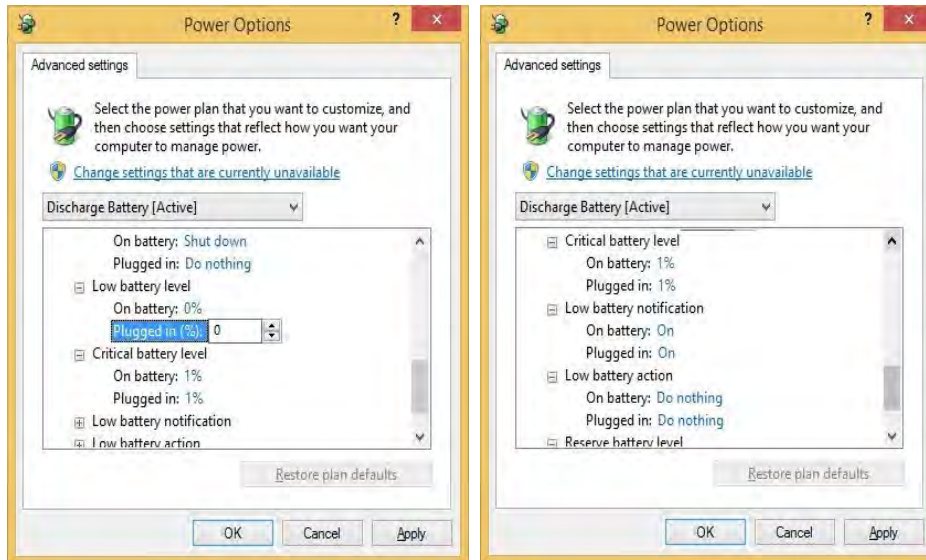 Power Options
?
×
Advanced settings
Select the power plan that you want to customize, and
then choose settings that reflect how you want your
computer to manage power.
Change settings that are currently unavailable
Discharge Battery [Active]
On battery: Shut down
Plugged in: Do nothing
Low battery level
On battery: 0%
Plugged in (%): 0
Critical battery level
On battery: 1%
Plugged in: 1%
Low battery notification
Low battery action
Restore plan defaults
OK
Cancel
Apply
Power Options
?
×
Advanced settings
Select the power plan that you want to customize, and
then choose settings that reflect how you want your
computer to manage power.
Change settings that are currently unavailable
Discharge Battery [Active]
Critical battery level
On battery: 1%
Plugged in: 1%
Low battery notification
On battery: On
Plugged in: On
Low battery action
On battery: Do nothing
Plugged in: Do nothing
Reserve battery level
Restore plan defaults
OK
Cancel
Apply